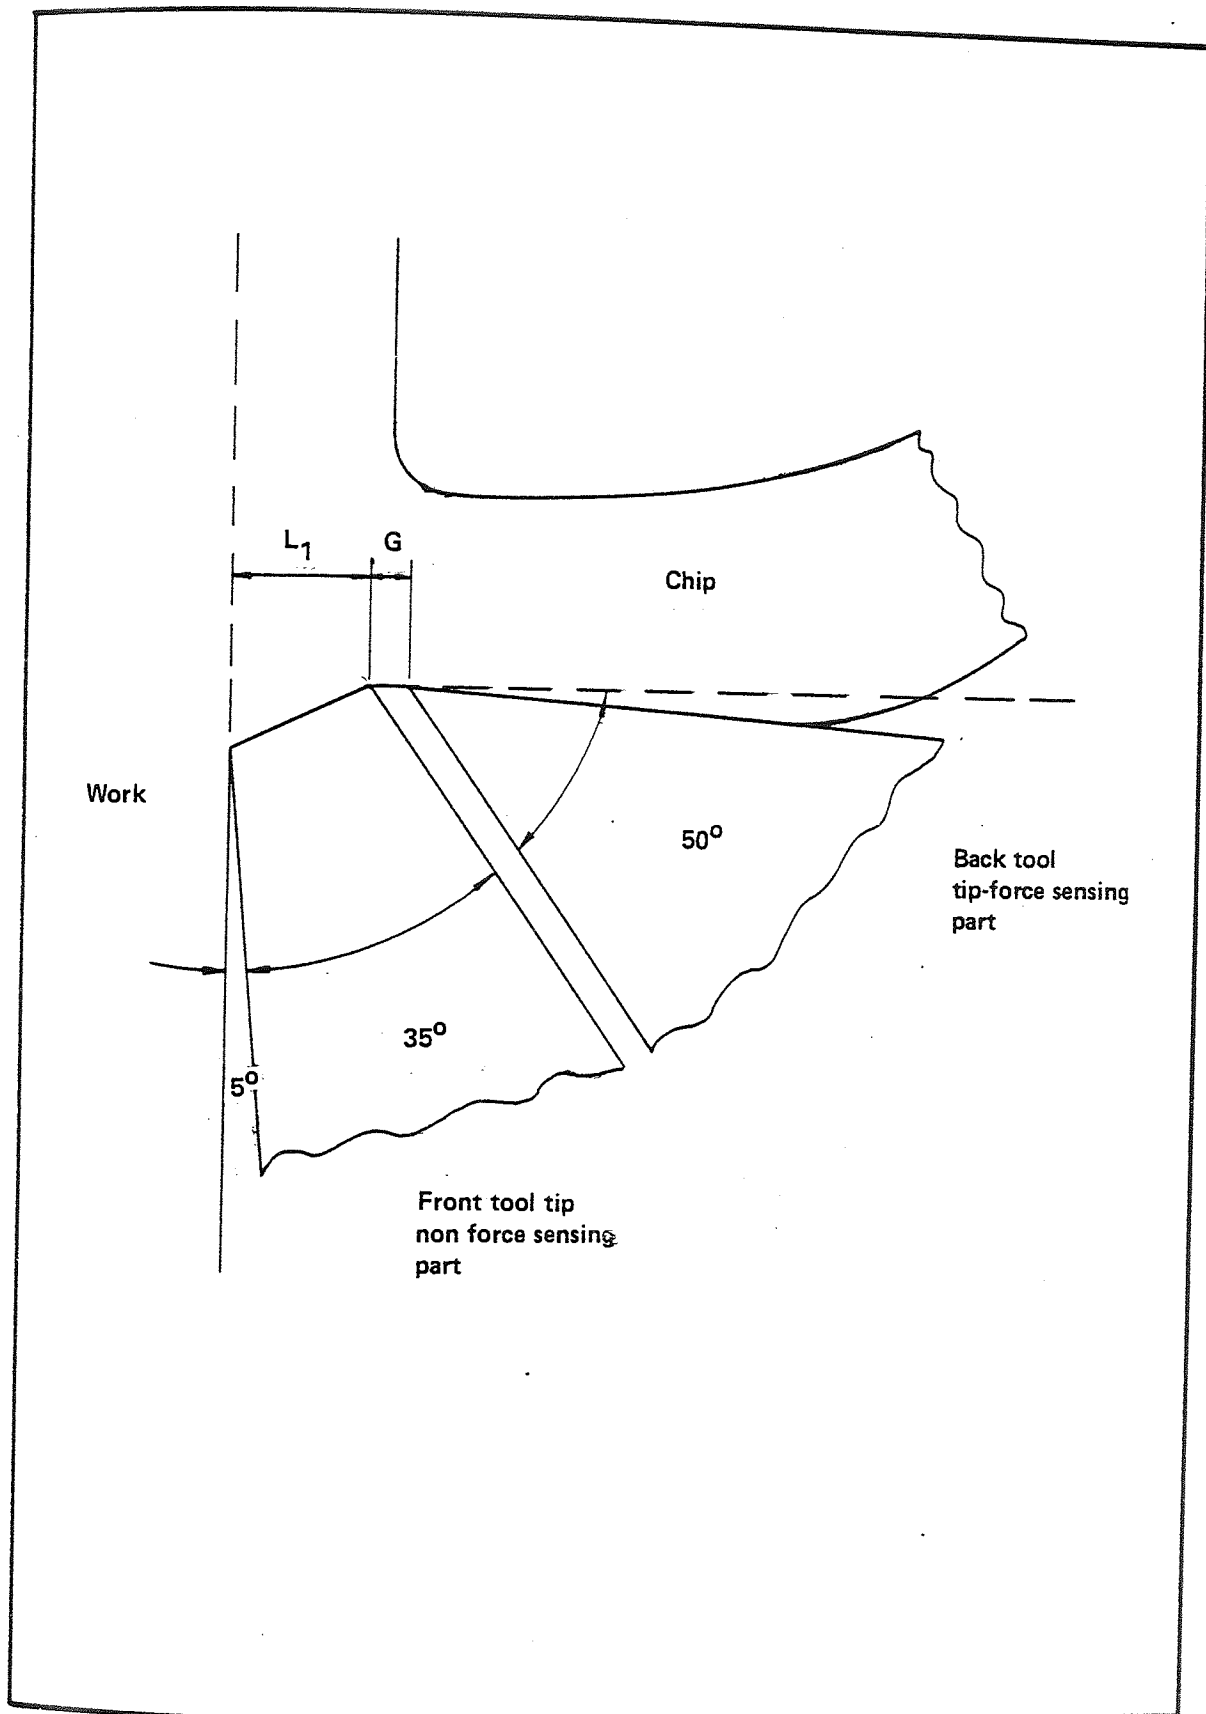 L1 G
Chip
Work
50°
Back tool
tip-force sensing
part
35°
5°
Front tool tip
non force sensing
part